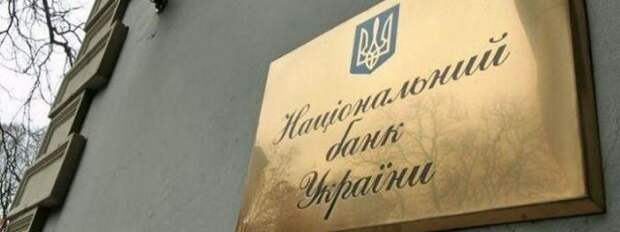 Національний
банк
України